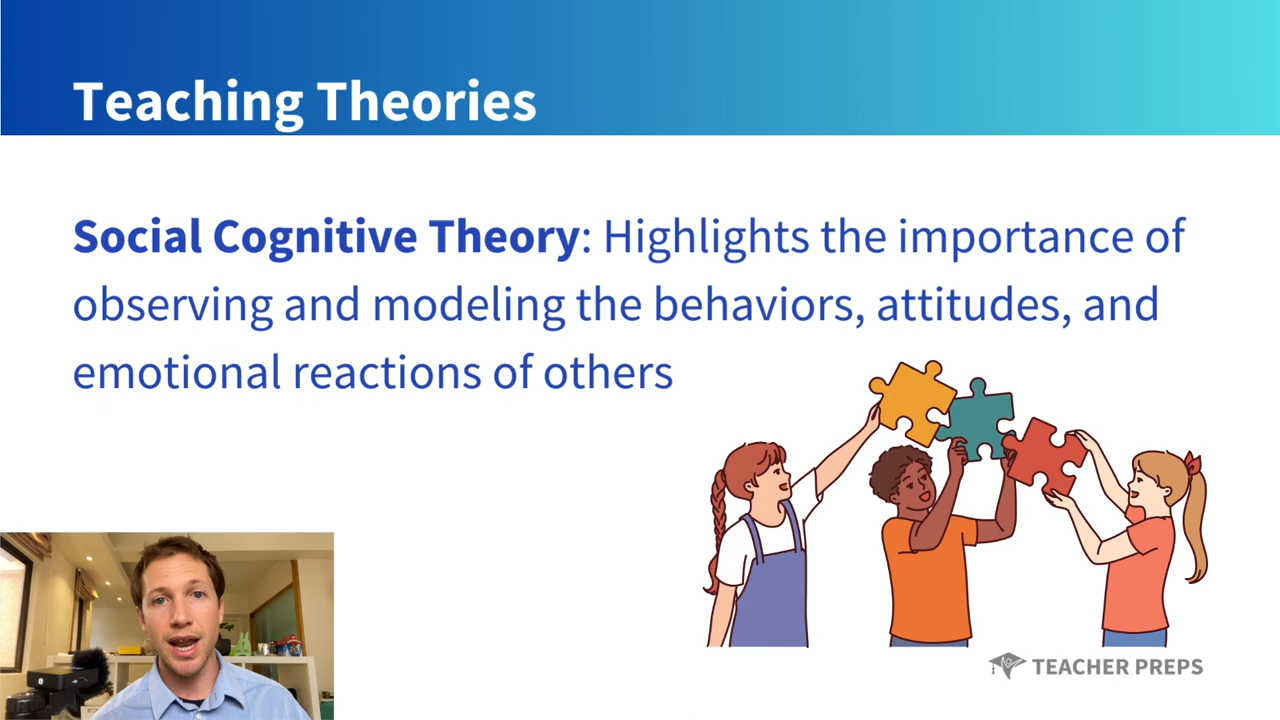 Teaching Theories
Social Cognitive Theory: Highlights the importance of
observing and modeling the behaviors, attitudes, and
emotional reactions of others
TEACHER PREPS